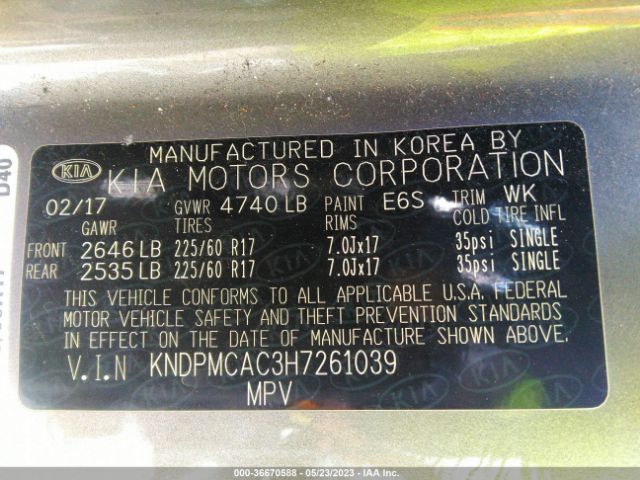 MANUFACTURED IN KOREA BY
KIA KIA MOTORS CORPORATION
02/17 GVWR 4740 LB PAINT E6S TRIM WK
GAWR TIRES RIMS COLD TIRE INFL
FRONT 2646 LB 225/60 R17 7.0Jx17 35psi SINGLE
REAR 2535 LB 225/60 R17 7.0Jx17 35psi SINGLE
THIS VEHICLE CONFORMS TO ALL APPLICABLE U.S.A. FEDERAL
MOTOR VEHICLE SAFETY AND THEFT PREVENTION STANDARDS
IN EFFECT ON THE DATE OF MANUFACTURE SHOWN ABOVE.
V.I.N KNDPMCAC3H7261039
MPV
D40
000-36670588 - 05/23/2023 - IAA Inc.